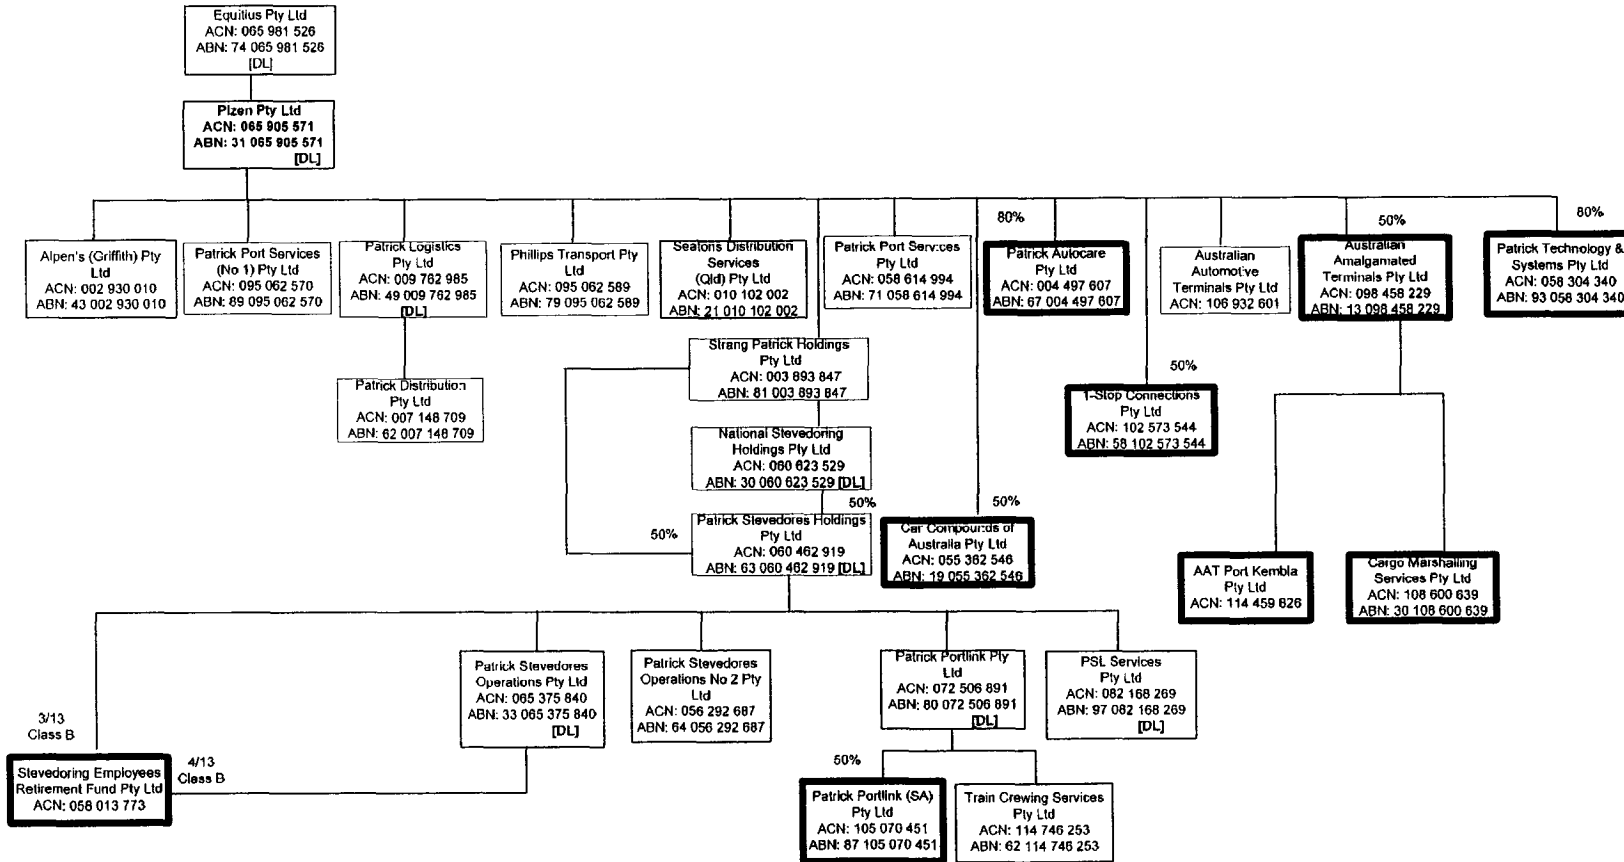 Equitius Pty Ltd
ACN: 065 981 526
ABN: 74 065 981 526
[DL]
Plzen Pty Ltd
ACN: 065 905 571
ABN: 31 065 905 571
[DL]
Alpen's (Griffith) Pty
Ltd
ACN: 002 930 010
ABN: 43 002 930 010
Patrick Port Services
(No 1) Pty Ltd
ACN: 095 062 570
ABN: 89 095 062 570
Patrick Logistics
Pty Ltd
ACN: 009 762 985
ABN: 49 009 762 985
[DL]
Phillips Transport Pty
Ltd
ACN: 095 062 589
ABN: 79 095 062 589
Seatons Distribution
Services
(Qld) Pty Ltd
ACN: 010 102 002
ABN: 21 010 102 002
Patrick Port Services
Pty Ltd
ACN: 058 614 994
ABN: 71 058 614 994
80%
Patrick Autocare
Pty Ltd
ACN: 004 497 607
ABN: 67 004 497 607
Australian
Automotive
Terminals Pty Ltd
ACN: 106 932 601
50%
Australian
Amalgamated
Terminals Pty Ltd
ACN: 098 458 229
ABN: 13 098 458 229
80%
Patrick Technology &
Systems Pty Ltd
ACN: 058 304 340
ABN: 93 058 304 340
Patrick Distribution
Pty Ltd
ACN: 007 148 709
ABN: 62 007 148 709
Strang Patrick Holdings
Pty Ltd
ACN: 003 893 847
ABN: 81 003 893 847
50%
1-Stop Connections
Pty Ltd
ACN: 102 573 544
ABN: 58 102 573 544
National Stevedoring
Holdings Pty Ltd
ACN: 060 623 529
ABN: 30 060 623 529 [DL]
50%
50%
Patrick Stevedores Holdings
Pty Ltd
ACN: 060 462 919
ABN: 63 060 462 919 [DL]
50%
Car Compounds of
Australia Pty Ltd
ACN: 055 362 546
ABN: 19 055 362 546
AAT Port Kembla
Pty Ltd
ACN: 114 459 626
Cargo Marshalling
Services Pty Ltd
ACN: 108 600 639
ABN: 30 108 600 639
Patrick Stevedores
Operations Pty Ltd
ACN: 065 375 840
ABN: 33 065 375 840
[DL]
Patrick Stevedores
Operations No 2 Pty
Ltd
ACN: 056 292 687
ABN: 64 056 292 687
Patrick Portlink Pty
Ltd
ACN: 072 506 891
ABN: 80 072 506 891
[DL]
PSL Services
Pty Ltd
ACN: 082 168 269
ABN: 97 082 168 269
[DL]
3/13
Class B
4/13
Class B
Stevedoring Employees
Retirement Fund Pty Ltd
ACN: 058 013 773
50%
Patrick Portlink (SA)
Pty Ltd
ACN: 105 070 451
ABN: 87 105 070 451
Train Crewing Services
Pty Ltd
ACN: 114 746 253
ABN: 62 114 746 253